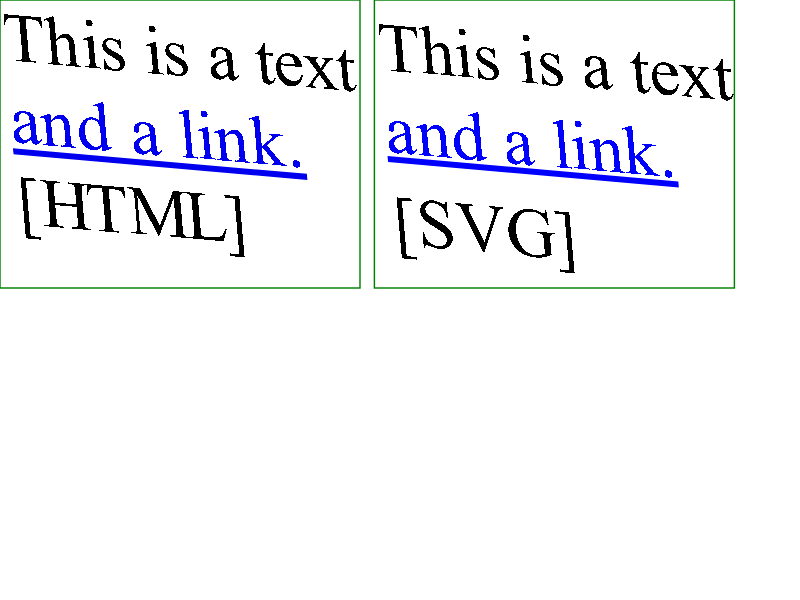 This is a text
and a link.
[HTML]
This is a text
and a link.
[SVG]